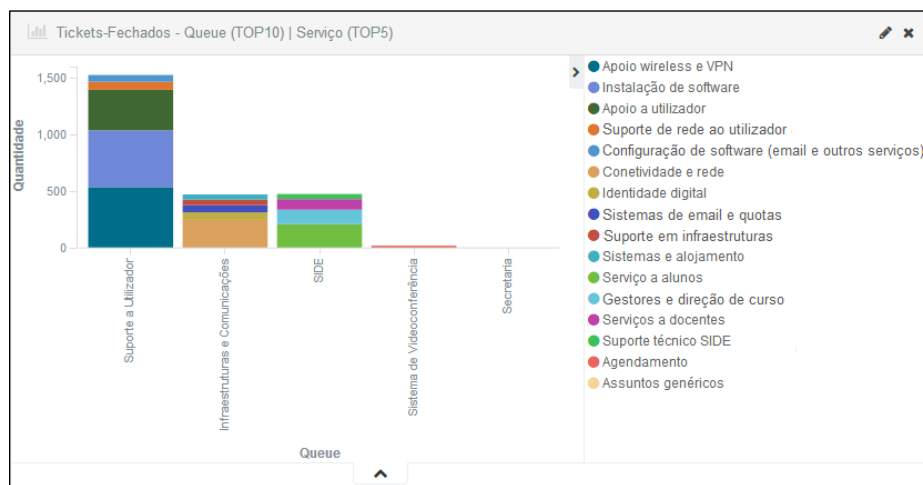 Tickets-Fechados - Queue (TOP10) | Serviço (TOP5)
Quantidade
1,500
1,000
500
0
Suporte a Utilizador
Infraestruturas e Comunicações
SIDE
Sistema de Videoconferência
Secretaria
Queue
Apoio wireless e VPN
Instalação de software
Apoio a utilizador
Suporte de rede ao utilizador
Configuração de software (email e outros serviços)
Conetividade e rede
Identidade digital
Sistemas de email e quotas
Suporte em infraestruturas
Sistemas e alojamento
Serviço a alunos
Gestores e direção de curso
Serviços a docentes
Suporte técnico SIDE
Agendamento
Assuntos genéricos